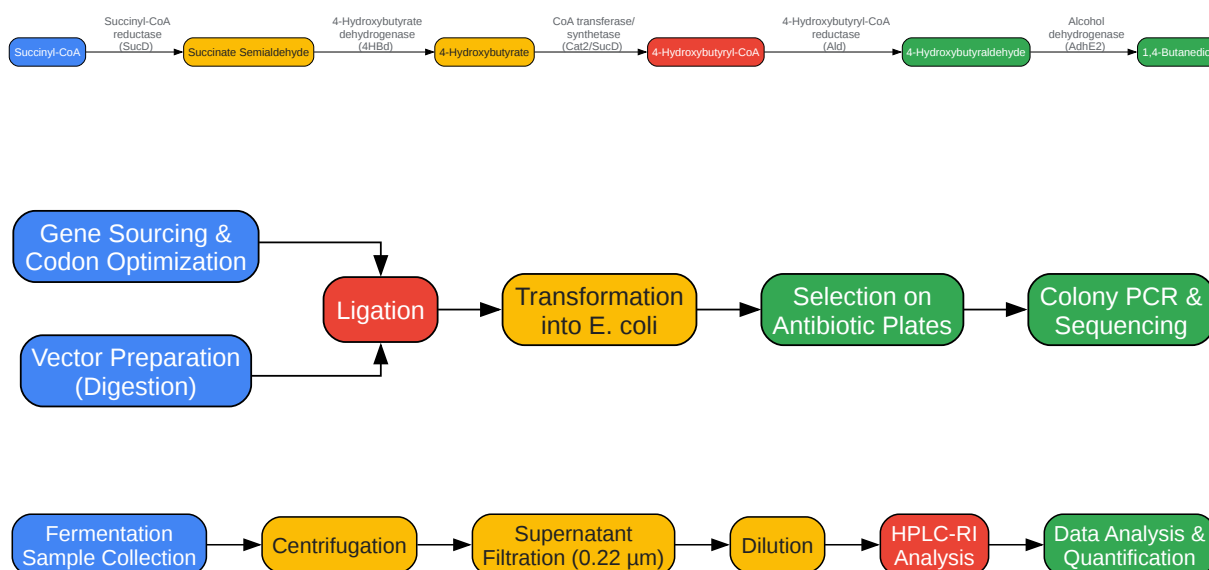 Succinyl-CoA
reductase
(SucD)
4-Hydroxybutyrate
dehydrogenase
(4HBd)
CoA transferase/
synthetase
(Cat2/SucD)
4-Hydroxybutyryl-CoA
reductase
(Ald)
Alcohol
dehydrogenase
(AdhE2)
Succinyl-CoA
Succinate Semialdehyde
4-Hydroxybutyrate
4-Hydroxybutyryl-CoA
4-Hydroxybutyraldehyde
1,4-Butanedio
Gene Sourcing &
Codon Optimization
Vector Preparation
(Digestion)
Ligation
Transformation
into E. coli
Selection on
Antibiotic Plates
Colony PCR &
Sequencing
Fermentation
Sample Collection
Centrifugation
Supernatant
Filtration (0.22 µm)
Dilution
HPLC-RI
Analysis
Data Analysis &
Quantification